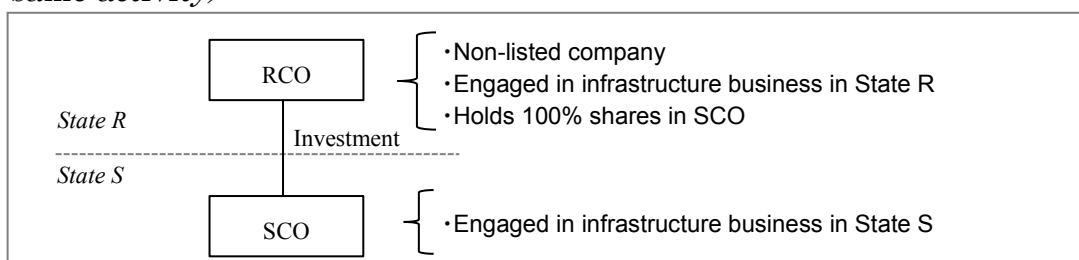 same activity)
・Non-listed company
RCO
・Engaged in infrastructure business in State R
・Holds 100% shares in SCO
State R
Investment
State S
・Engaged in infrastructure business in State S
SCO